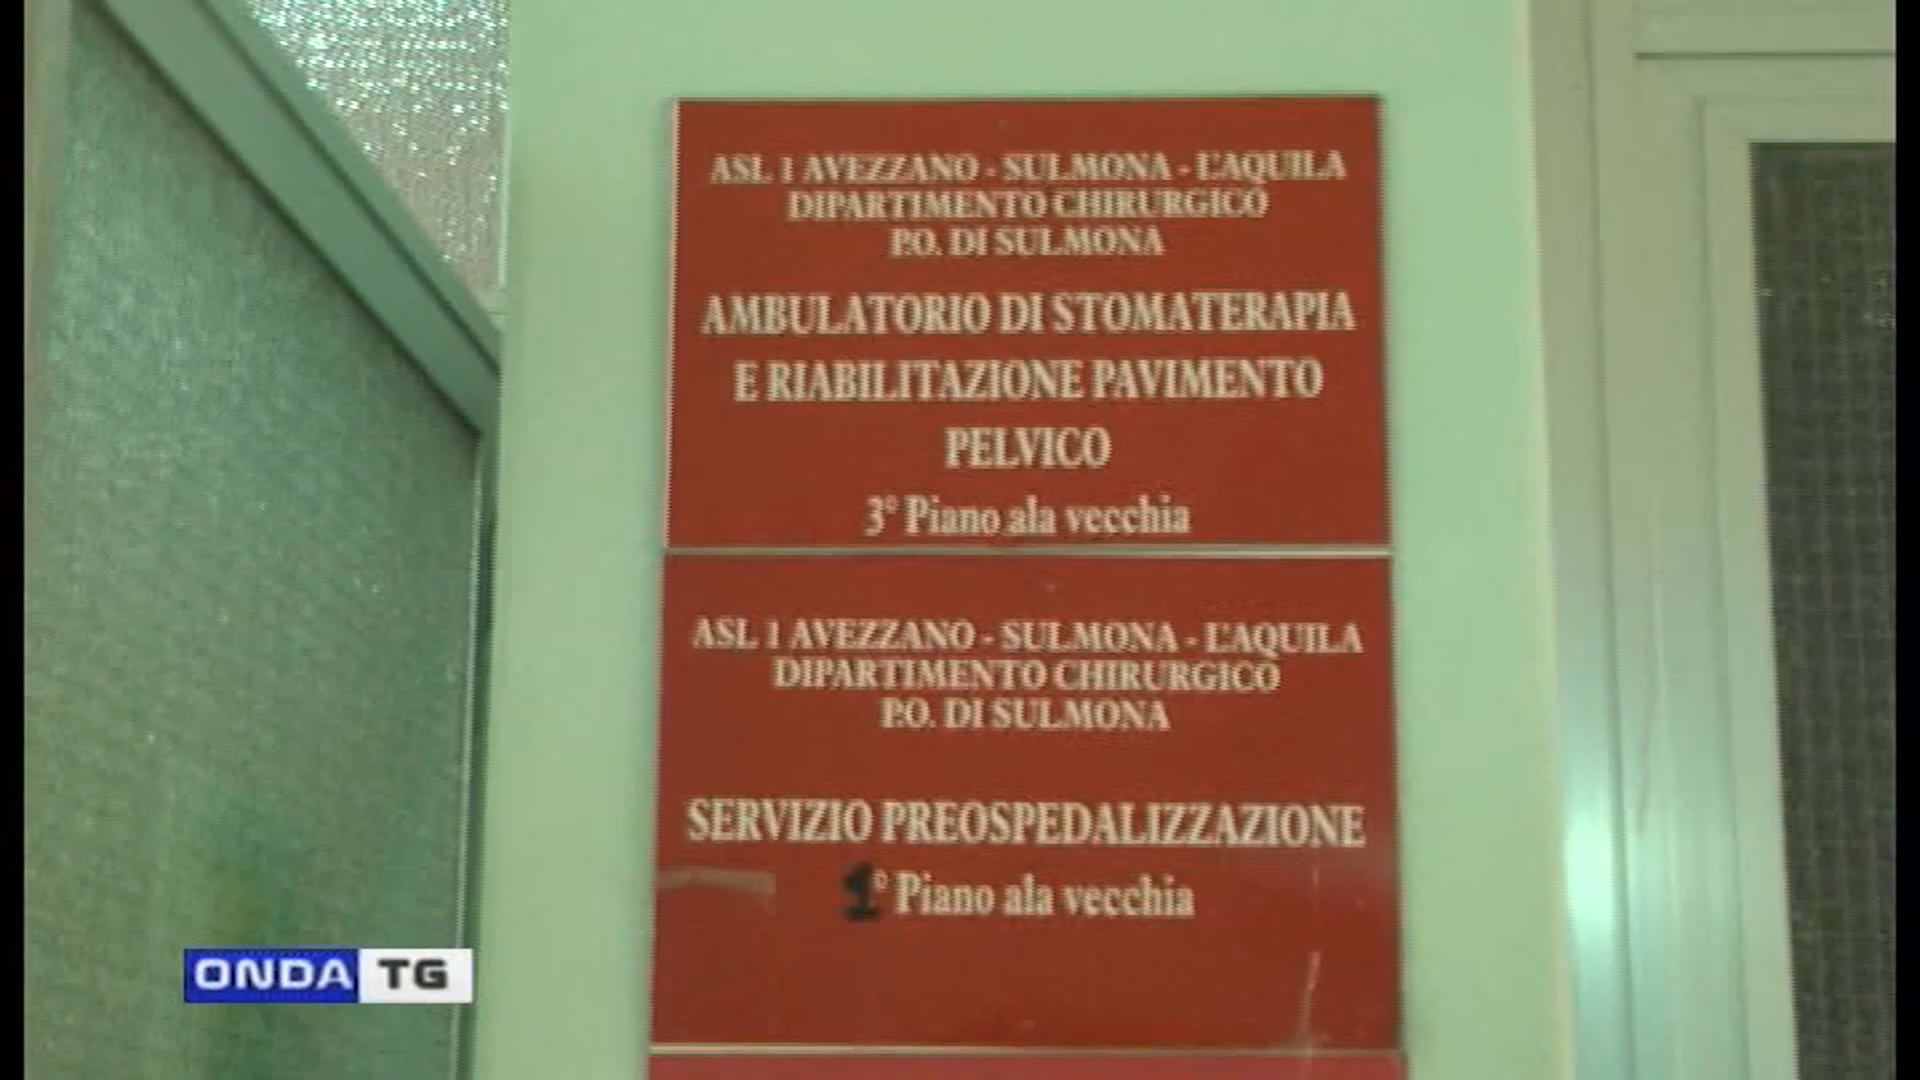 ASL 1 AVEZZANO - SULMONA - L'AQUILA
DIPARTIMENTO CHIRURGICO
P.O. DI SULMONA
AMBULATORIO DI STOMATERAPIA
E RIABILITAZIONE PAVIMENTO
PELVICO
3° Piano ala vecchia
ASL 1 AVEZZANO - SULMONA - L'AQUILA
DIPARTIMENTO CHIRURGICO
P.O. DI SULMONA
SERVIZIO PREOSPEDALIZZAZIONE
1° Piano ala vecchia
ONDA TG